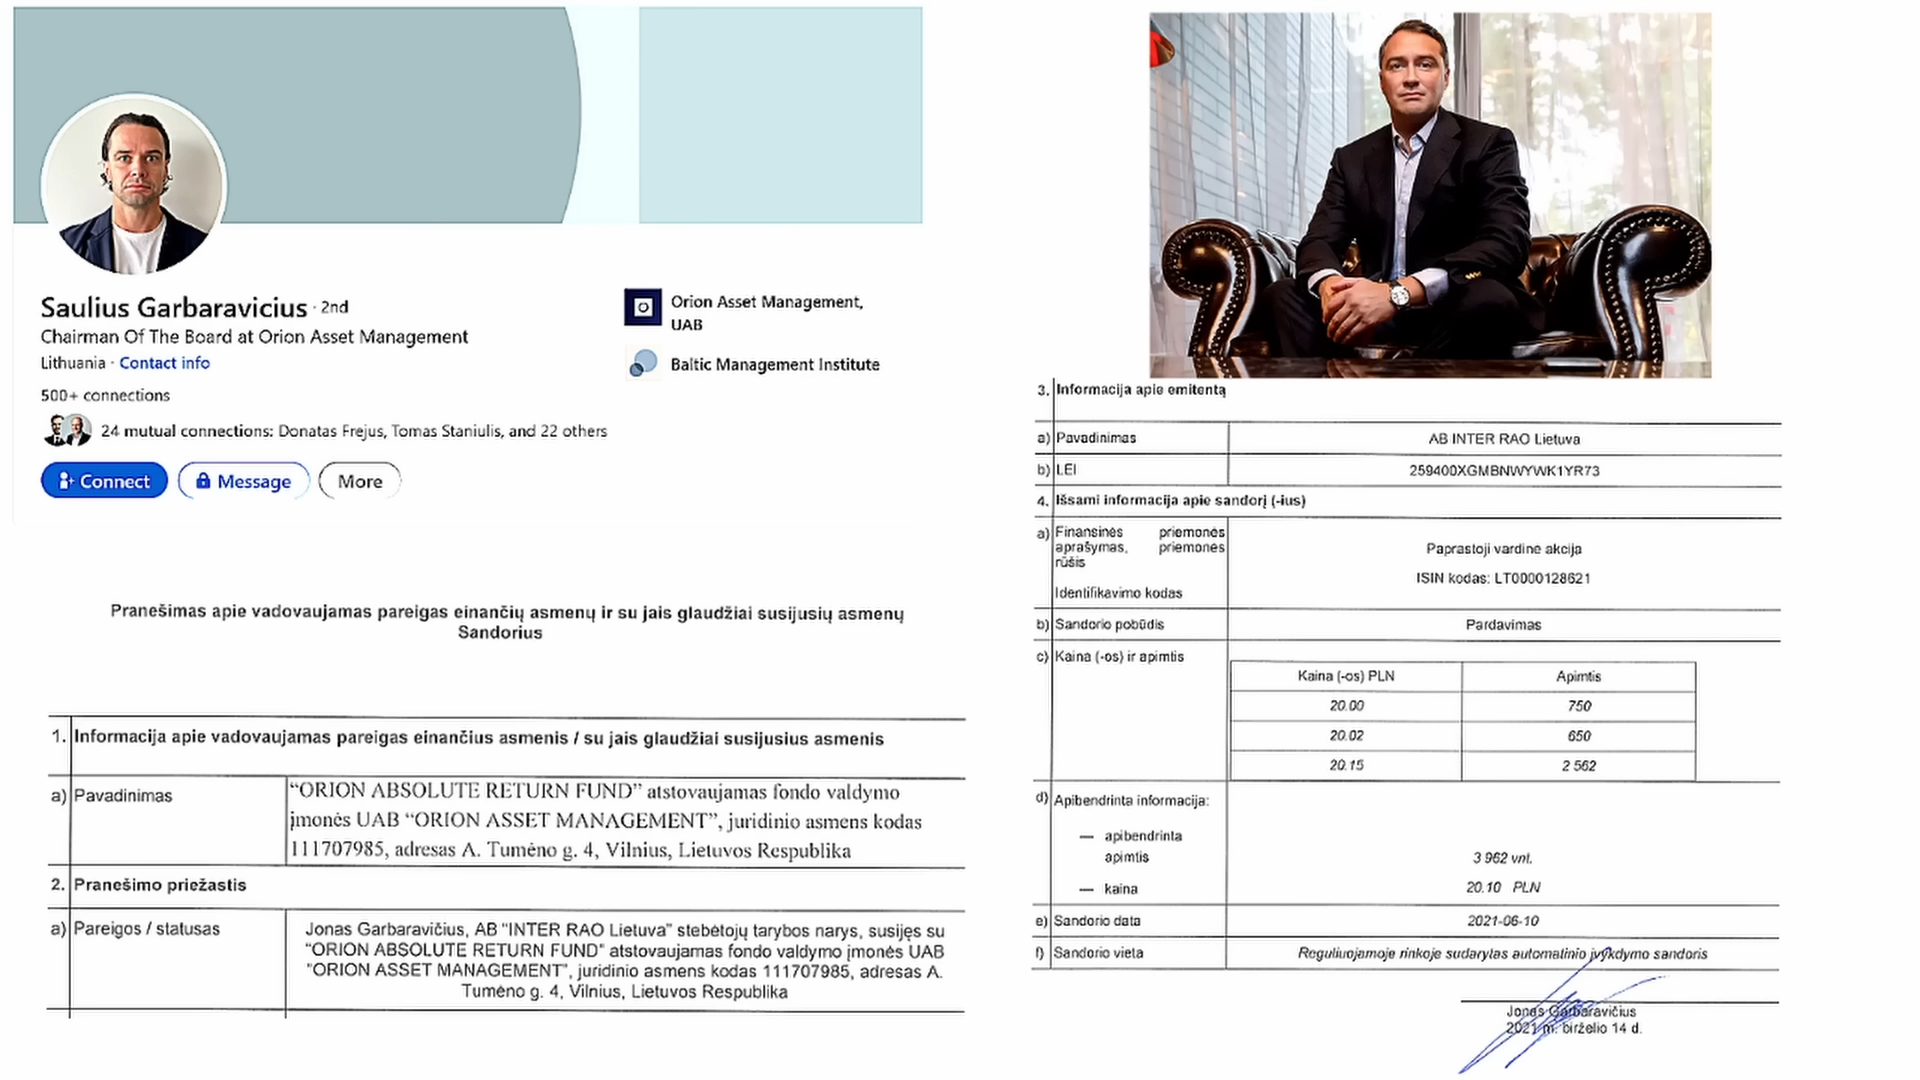 Saulius Garbaravicius · 2nd
Chairman Of The Board at Orion Asset Management
Lithuania · Contact info
500+ connections
24 mutual connections: Donatas Frejus, Tomas Staniulis, and 22 others
Connect
Message
More
Orion Asset Management,
UAB
Baltic Management Institute
Pranešimas apie vadovaujamas pareigas einančių asmenų ir su jais glaudžiai susijusių asmenų
Sandorius
1. Informacija apie vadovaujamas pareigas einančius asmenis / su jais glaudžiai susijusius asmenis
a) Pavadinimas
“ORION ABSOLUTE RETURN FUND” atstovaujamas fondo valdymo
įmonės UAB “ORION ASSET MANAGEMENT”, juridinio asmens kodas
111707985, adresas A. Tumėno g. 4, Vilnius, Lietuvos Respublika
2. Pranešimo priežastis
a) Pareigos / statusas
Jonas Garbaravičius, AB "INTER RAO Lietuva" stebėtojų tarybos narys, susijęs su
"ORION ABSOLUTE RETURN FUND" atstovaujamas fondo valdymo įmonės UAB
"ORION ASSET MANAGEMENT", juridinio asmens kodas 111707985, adresas A.
Tumėno g. 4, Vilnius, Lietuvos Respublika
3. Informacija apie emitentą
a) Pavadinimas
AB INTER RAO Lietuva
b) LEI
259400XGMBNWYWK1YR73
4. Išsami informacija apie sandorį (-ius)
a) Finansinės priemonės
aprašymas, priemonės
rūšis
Identifikavimo kodas
Paprastoji vardinė akcija
ISIN kodas: LT0000128621
b) Sandorio pobūdis
Pardavimas
c) Kaina (-os) ir apimtis
Kaina (-os) PLN Apimtis
20.00 750
20.02 650
20.15 2 562
d) Apibendrinta informacija:
— apibendrinta
apimtis
3 962 vnt.
— kaina
20.10 PLN
e) Sandorio data
2021-06-10
f) Sandorio vieta
Reguliuojamoje rinkoje sudarytas automatinio įvykdymo sandoris
Jonas Garbaravičius
2021 m. birželio 14 d.